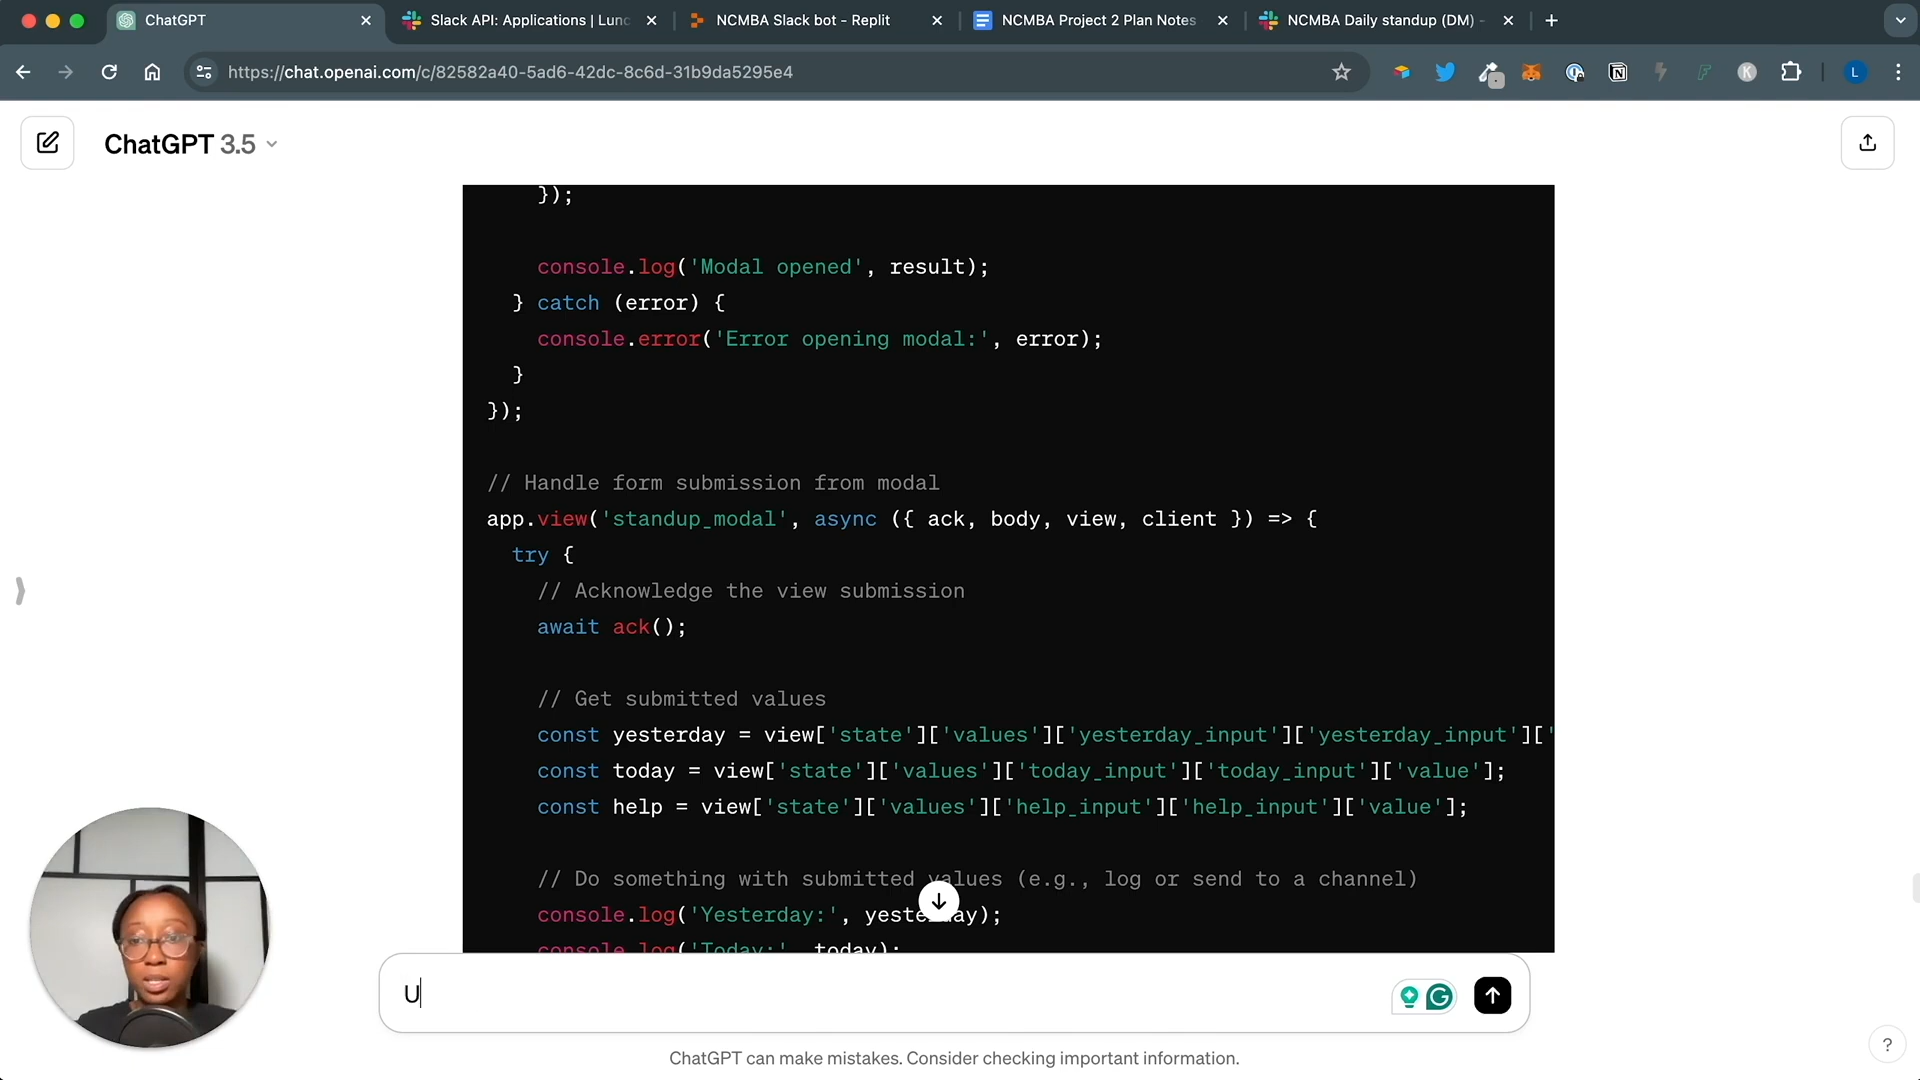 ChatGPT
Slack API: Applications | Lunc
NCMBA Slack bot - Replit
NCMBA Project 2 Plan Notes
NCMBA Daily standup (DM) -
https://chat.openai.com/c/82582a40-5ad6-42dc-8c6d-31b9da5295e4
L
ChatGPT 3.5
});
console.log('Modal opened', result);
} catch (error) {
console.error('Error opening modal:', error);
}
});
// Handle form submission from modal
app.view('standup_modal', async ({ ack, body, view, client }) => {
try {
// Acknowledge the view submission
await ack();
// Get submitted values
const yesterday = view['state']['values']['yesterday_input']['yesterday_input']['
const today = view['state']['values']['today_input']['today_input']['value'];
const help = view['state']['values']['help_input']['help_input']['value'];
// Do something with submitted values (e.g., log or send to a channel)
console.log('Yesterday:', yesterday);
console.log('Today:', today);
U
ChatGPT can make mistakes. Consider checking important information.
?